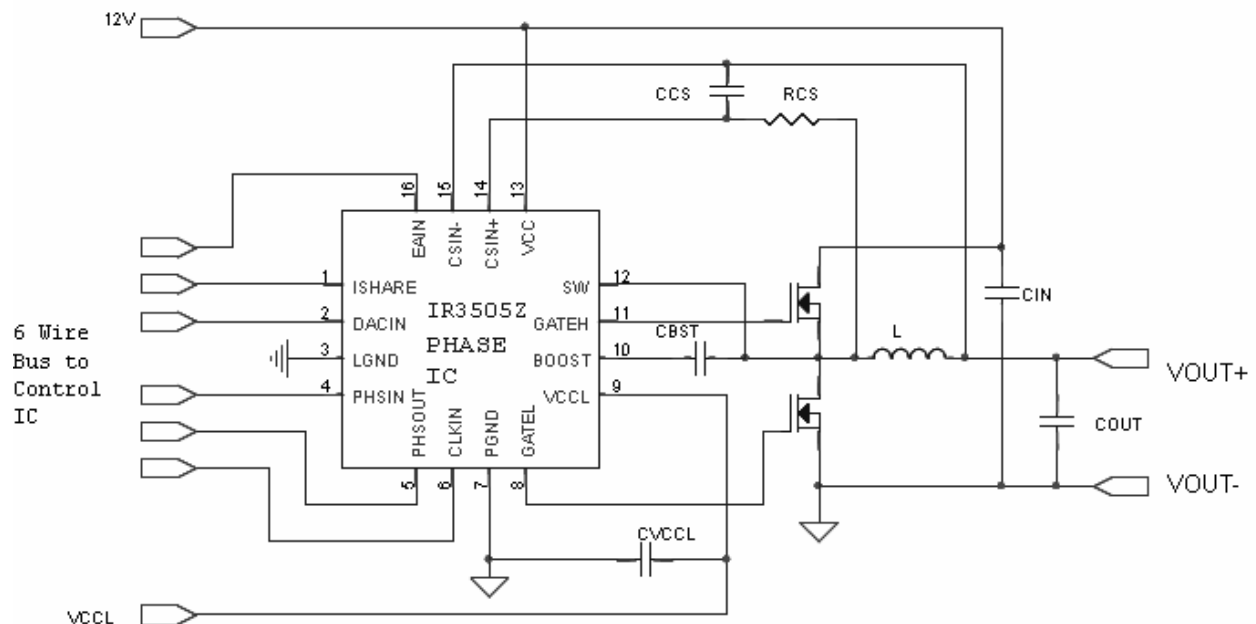 12V
CCS
RCS
16
15
14
13
EAIN
CSIN-
CSIN+
VCC
1
ISHARE
SW
12
2
DACIN
IR3505Z
GATEH
11
CIN
6 Wire
Bus to
Control
IC
3
LGND
PHASE
BOOST
10
CBST
L
VOUT+
4
PHSIN
IC
VCCL
9
PHSOUT
CLKIN
PGND
GATEL
COUT
5
6
7
8
VOUT-
CVCCL
VCCL